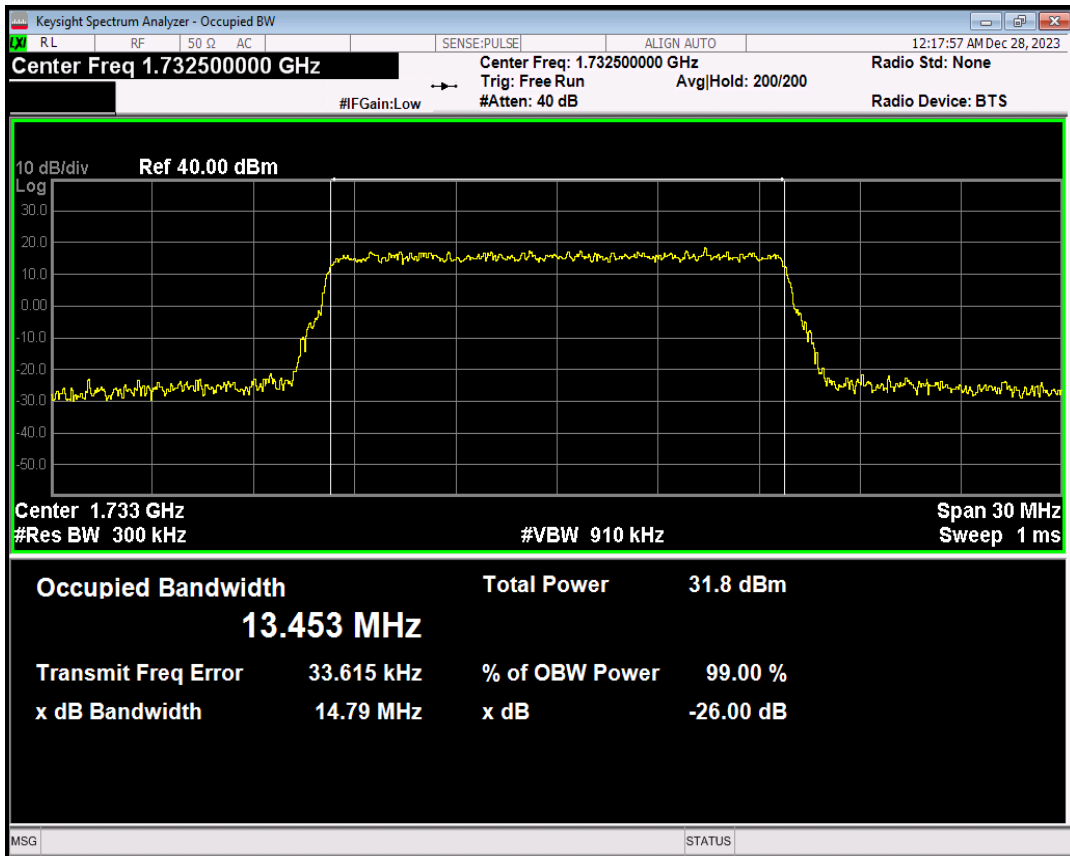 Keysight Spectrum Analyzer - Occupied BW
LXI RL RF 50 Ω AC SENSE:PULSE ALIGN AUTO 12:17:57 AM Dec 28, 2023
Center Freq 1.732500000 GHz Center Freq: 1.732500000 GHz Radio Std: None
Trig: Free Run Avg|Hold: 200/200
#IFGain:Low #Atten: 40 dB Radio Device: BTS
10 dB/div Ref 40.00 dBm
Log
30.0
20.0
10.0
0.00
-10.0
-20.0
-30.0
-40.0
-50.0
Center 1.733 GHz Span 30 MHz
#Res BW 300 kHz #VBW 910 kHz Sweep 1 ms
Occupied Bandwidth Total Power 31.8 dBm
13.453 MHz
Transmit Freq Error 33.615 kHz % of OBW Power 99.00 %
x dB Bandwidth 14.79 MHz x dB -26.00 dB
MSG STATUS